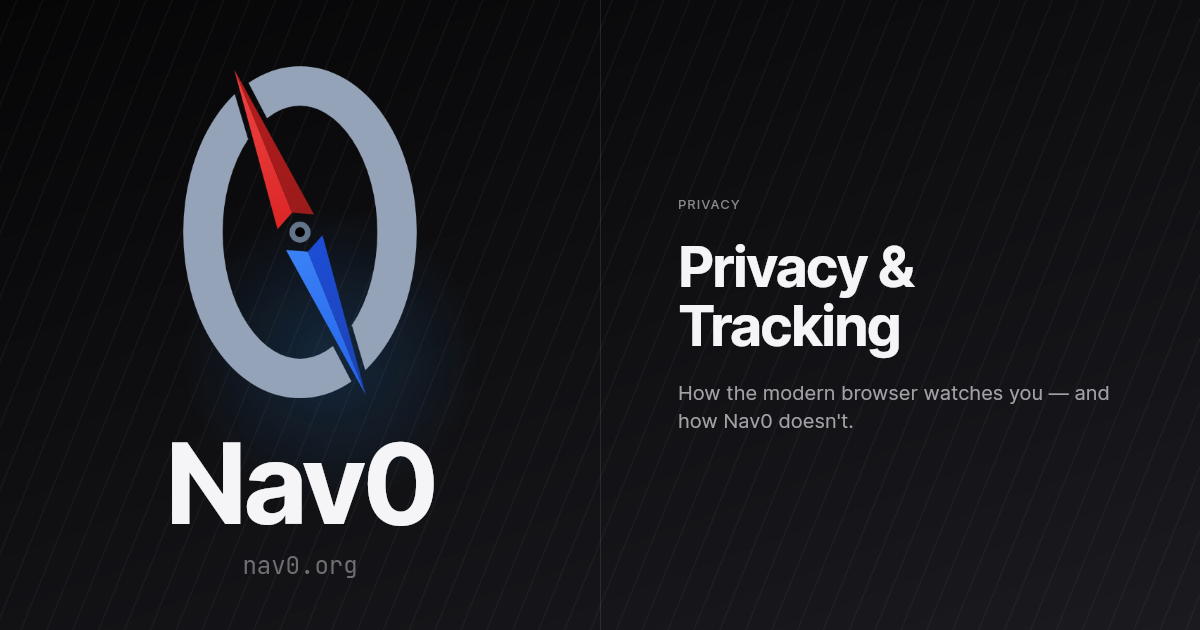 Nav0
nav0.org
PRIVACY
Privacy &
Tracking
How the modern browser watches you — and
how Nav0 doesn't.